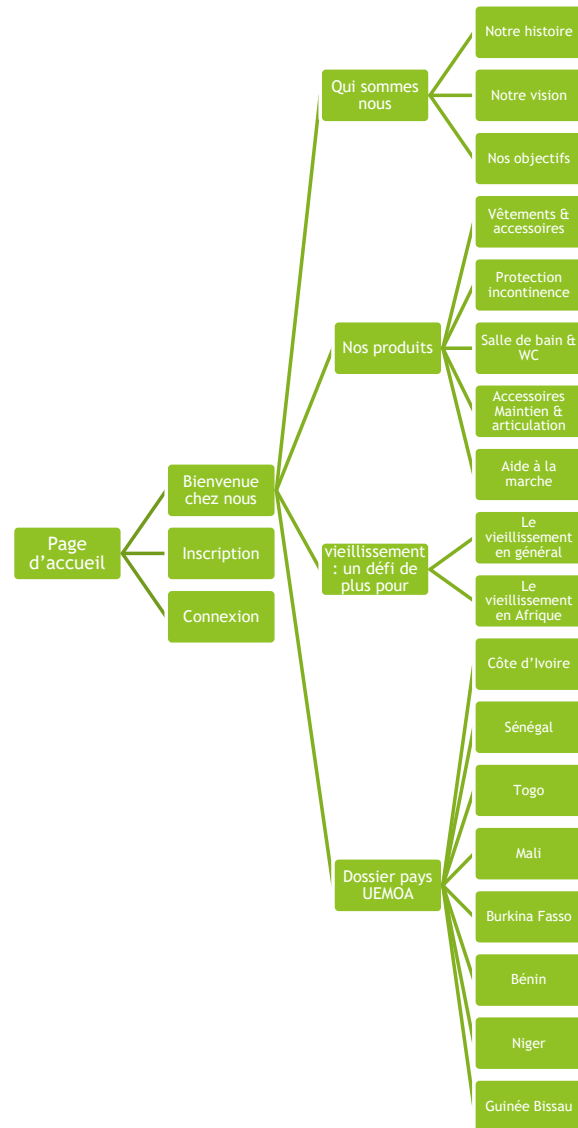 Page
d’accueil
Bienvenue
chez nous
Qui sommes
nous
Notre histoire
Notre vision
Nos objectifs
Nos produits
Vêtements &
accessoires
Protection
incontinence
Salle de bain &
WC
Accessoires
Maintien &
articulation
Aide à la
marche
vieillissement
: un défi de
plus pour
Le
vieillissement
en général
Le
vieillissement
en Afrique
Dossier pays
UEMOA
Côte d’Ivoire
Sénégal
Togo
Mali
Burkina Fasso
Bénin
Niger
Guinée Bissau
Inscription
Connexion